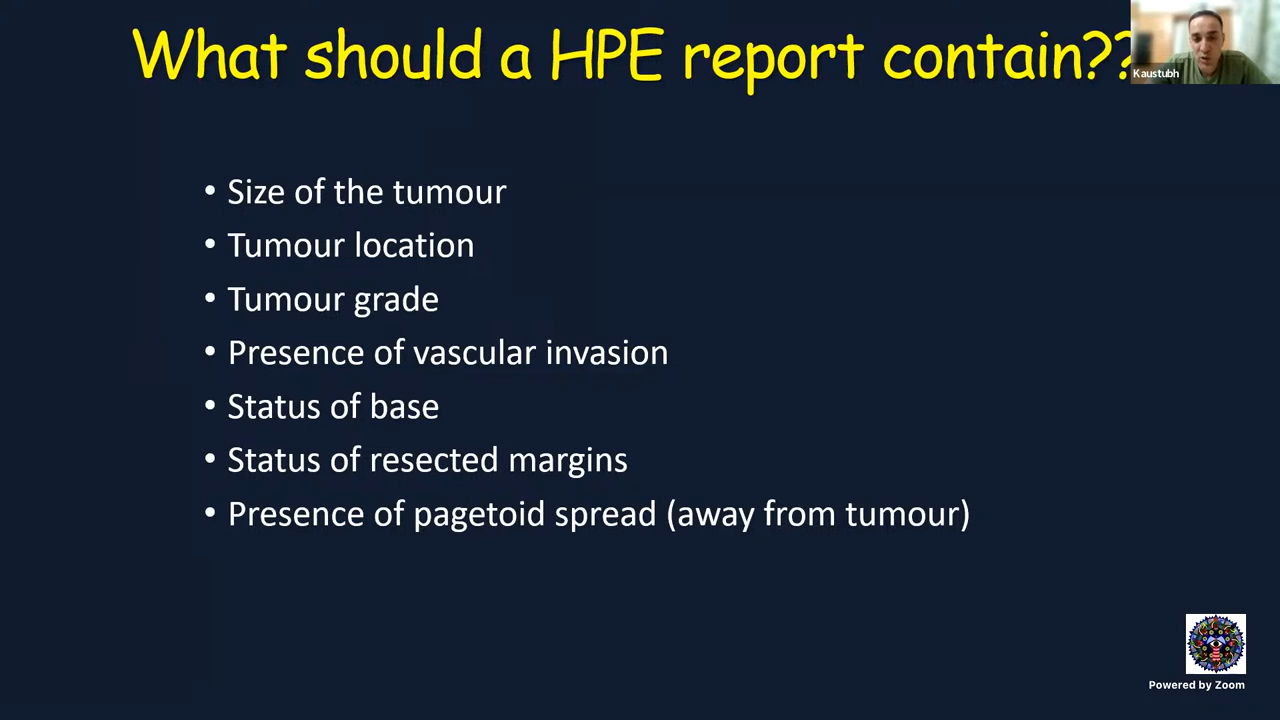 What should a HPE report contain??
Kaustubh
• Size of the tumour
• Tumour location
• Tumour grade
• Presence of vascular invasion
• Status of base
• Status of resected margins
• Presence of pagetoid spread (away from tumour)
Powered by Zoom